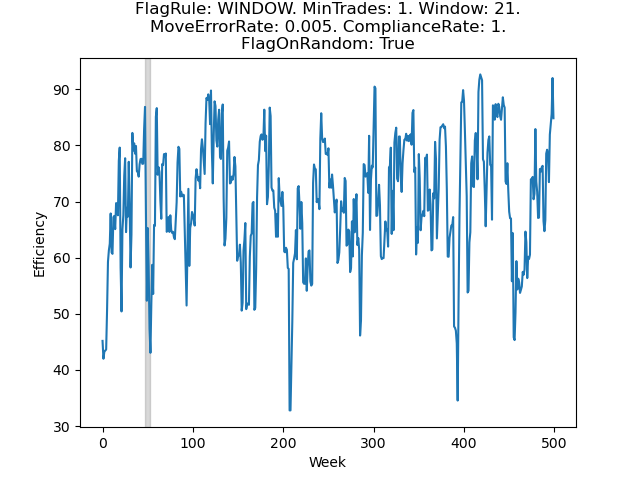 FlagRule: WINDOW. MinTrades: 1. Window: 21.
MoveErrorRate: 0.005. ComplianceRate: 1.
FlagOnRandom: True
90
80
70
60
50
40
30
Efficiency
0 100 200 300 400 500
Week